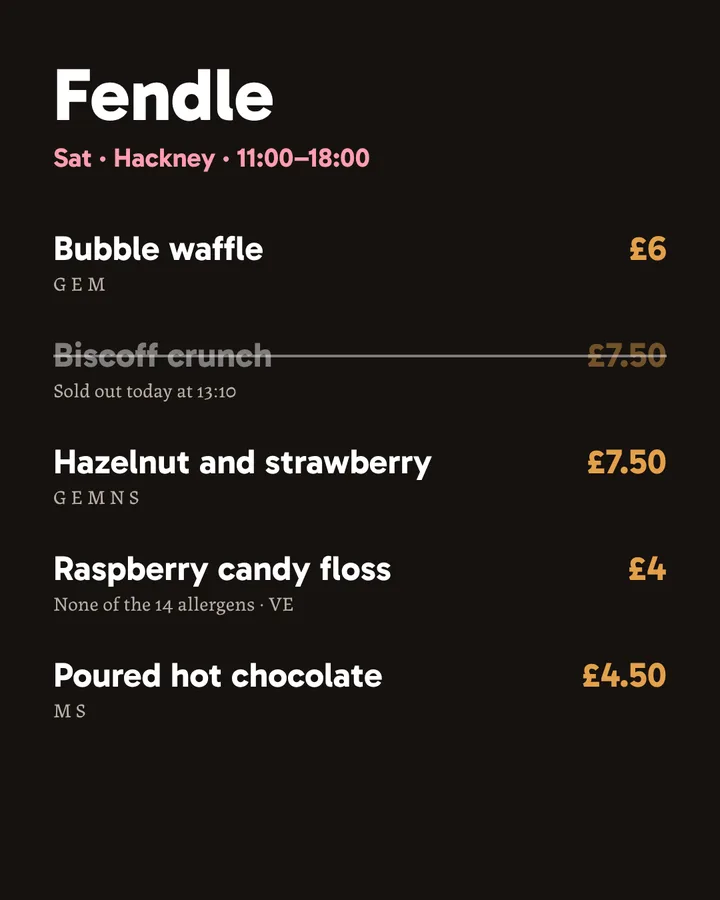 Fendle
Sat · Hackney · 11:00–18:00
Bubble waffle £6
G E M
Biscoff crunch £7.50
Sold out today at 13:10
Hazelnut and strawberry £7.50
G E M N S
Raspberry candy floss £4
None of the 14 allergens · VE
Poured hot chocolate £4.50
M S